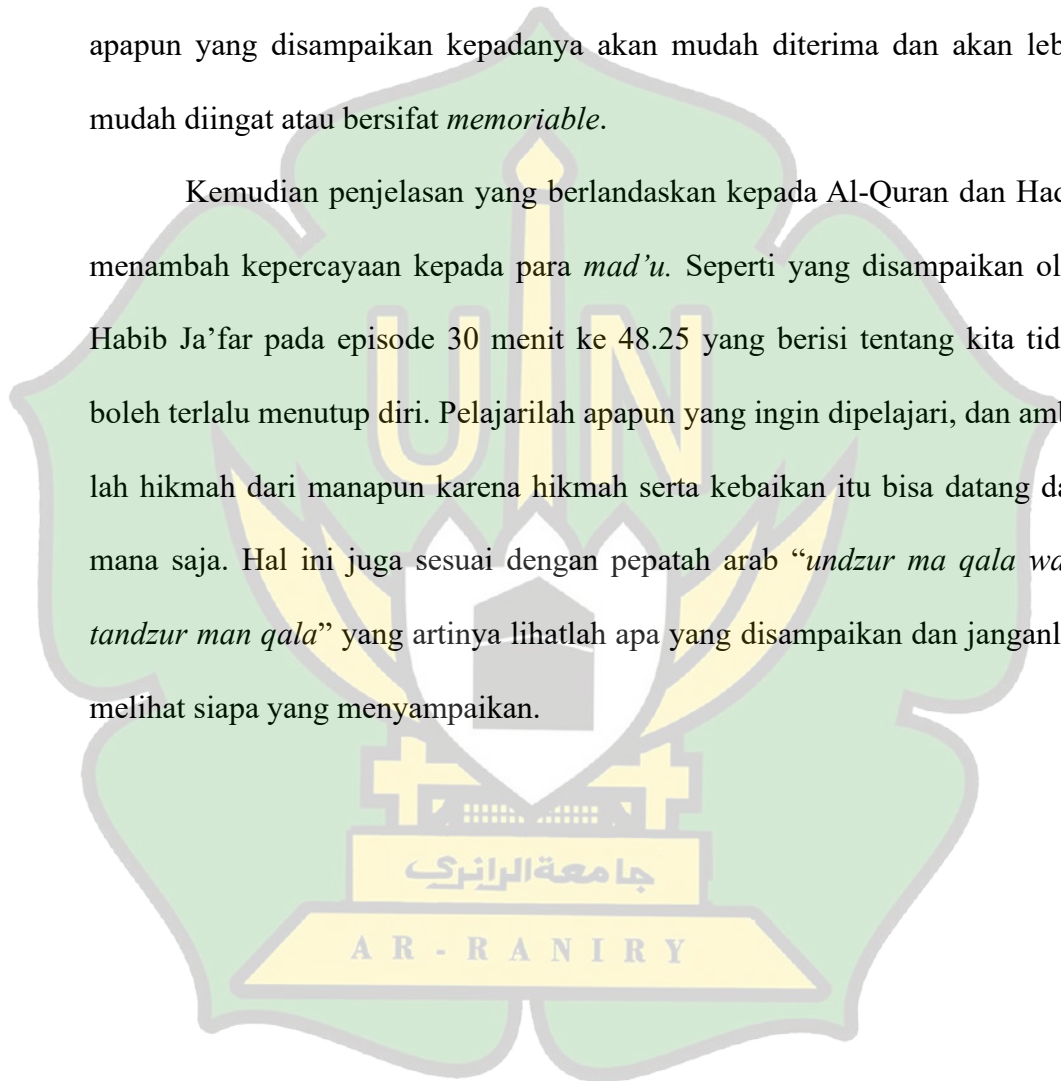 apapun yang disampaikan kepadanya akan mudah diterima dan akan leb
mudah diingat atau bersifat memoriable.
Kemudian penjelasan yang berlandaskan kepada Al-Quran dan Had
menambah kepercayaan kepada para mad’u. Seperti yang disampaikan ol
Habib Ja’far pada episode 30 menit ke 48.25 yang berisi tentang kita tid
boleh terlalu menutup diri. Pelajarilah apapun yang ingin dipelajari, dan amb
lah hikmah dari manapun karena hikmah serta kebaikan itu bisa datang da
mana saja. Hal ini juga sesuai dengan pepatah arab “undzur ma qala wa
tandzur man qala” yang artinya lihatlah apa yang disampaikan dan janganl
melihat siapa yang menyampaikan.
UIN
جامعةالرانري
AR-RANIRY